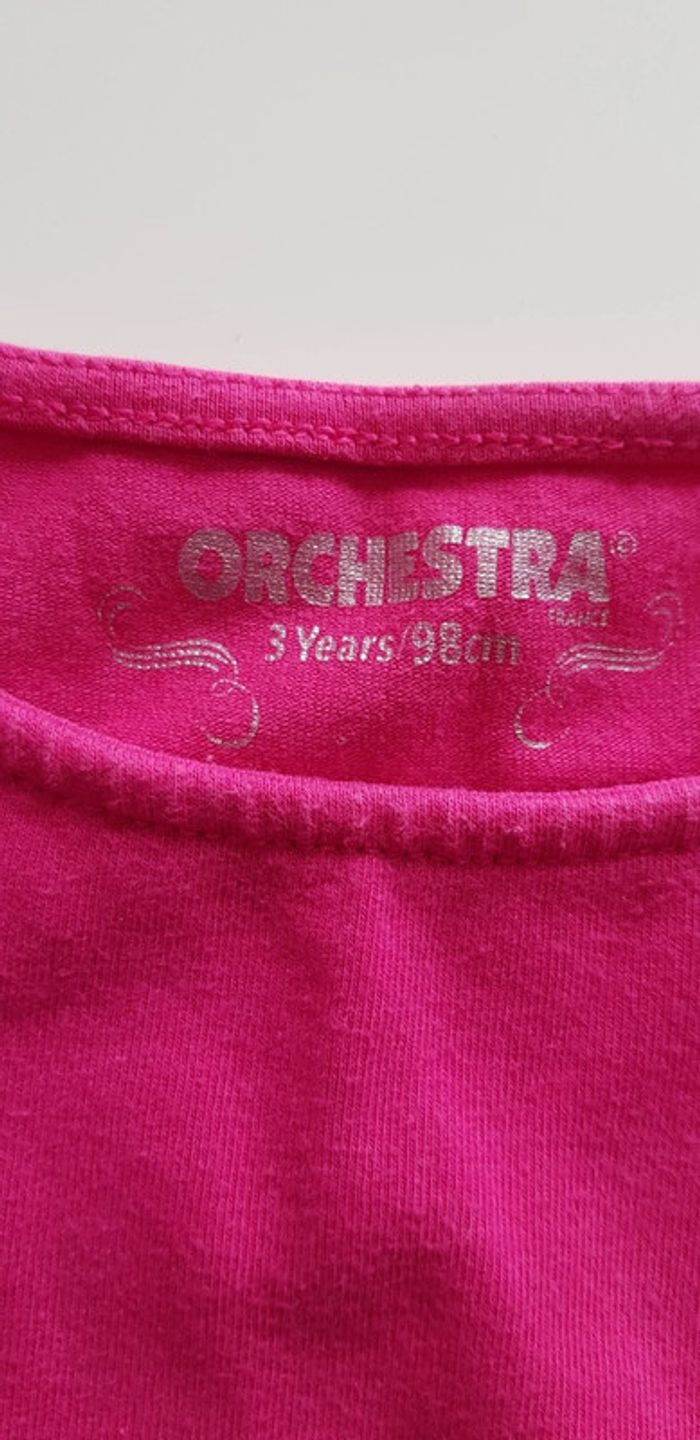 ORCHESTRA®
FRANCE
3 Years/98cm